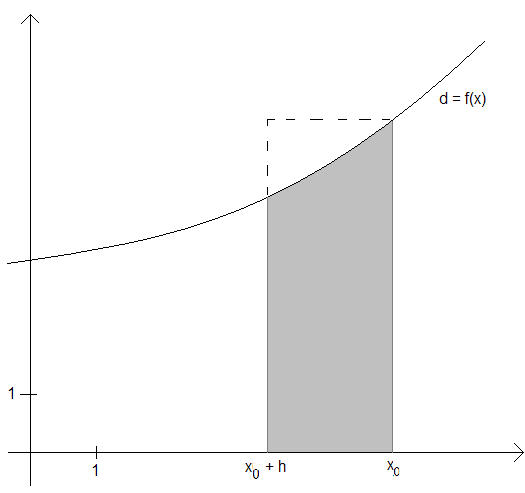 d = f(x)
1
1
x₀ + h
x₀